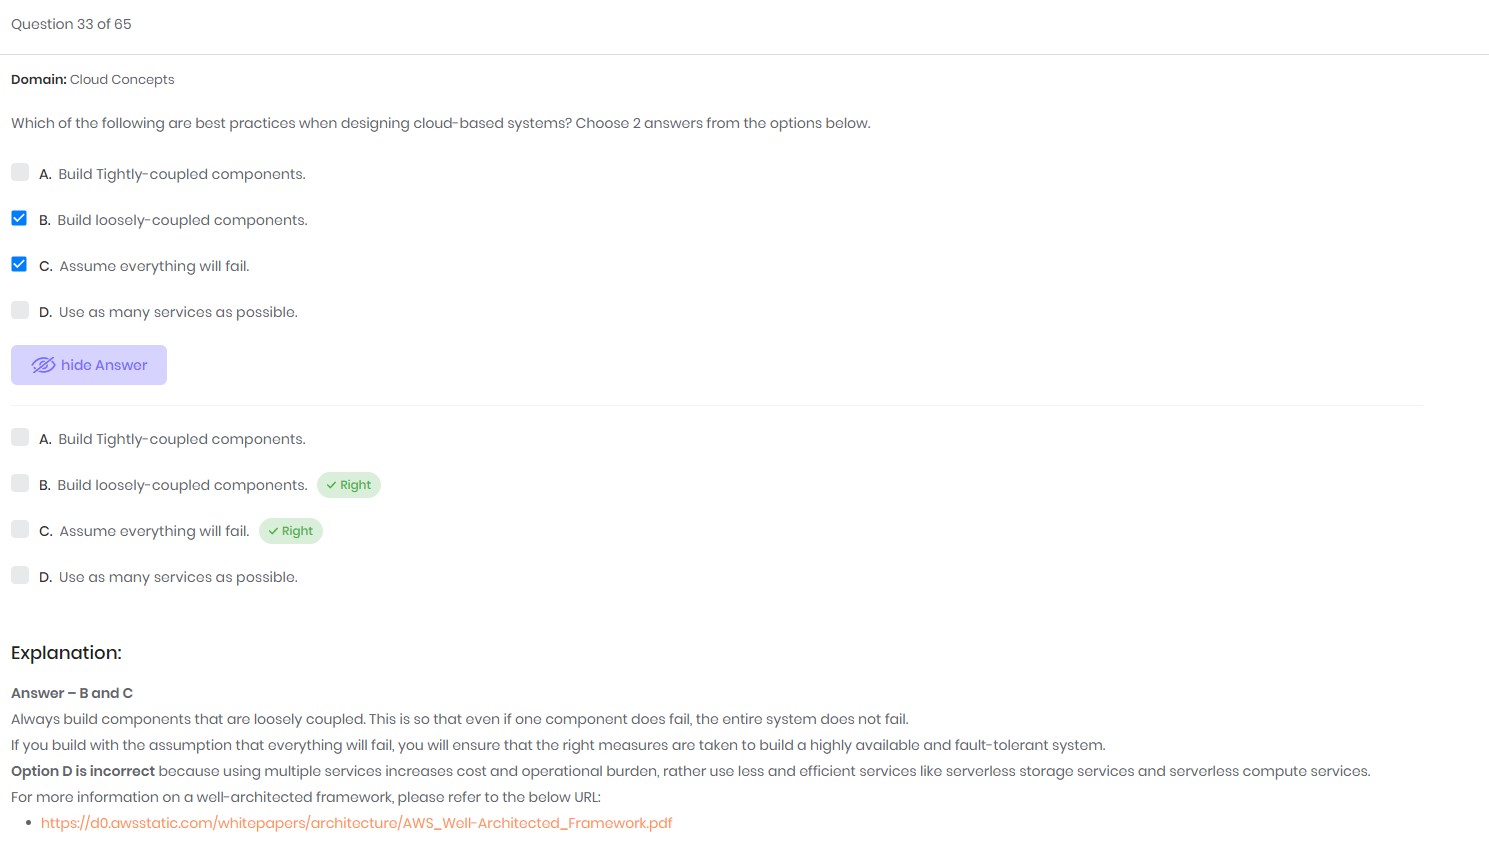 Question 33 of 65
Domain: Cloud Concepts
Which of the following are best practices when designing cloud-based systems? Choose 2 answers from the options below.
A. Build Tightly-coupled components.
B. Build loosely-coupled components.
C. Assume everything will fail.
D. Use as many services as possible.
hide Answer
A. Build Tightly-coupled components.
B. Build loosely-coupled components. Right
C. Assume everything will fail. Right
D. Use as many services as possible.
Explanation:
Answer – B and C
Always build components that are loosely coupled. This is so that even if one component does fail, the entire system does not fail.
If you build with the assumption that everything will fail, you will ensure that the right measures are taken to build a highly available and fault-tolerant system.
Option D is incorrect because using multiple services increases cost and operational burden, rather use less and efficient services like serverless storage services and serverless compute services.
For more information on a well-architected framework, please refer to the below URL:
• https://d0.awsstatic.com/whitepapers/architecture/AWS_Well-Architected_Framework.pdf